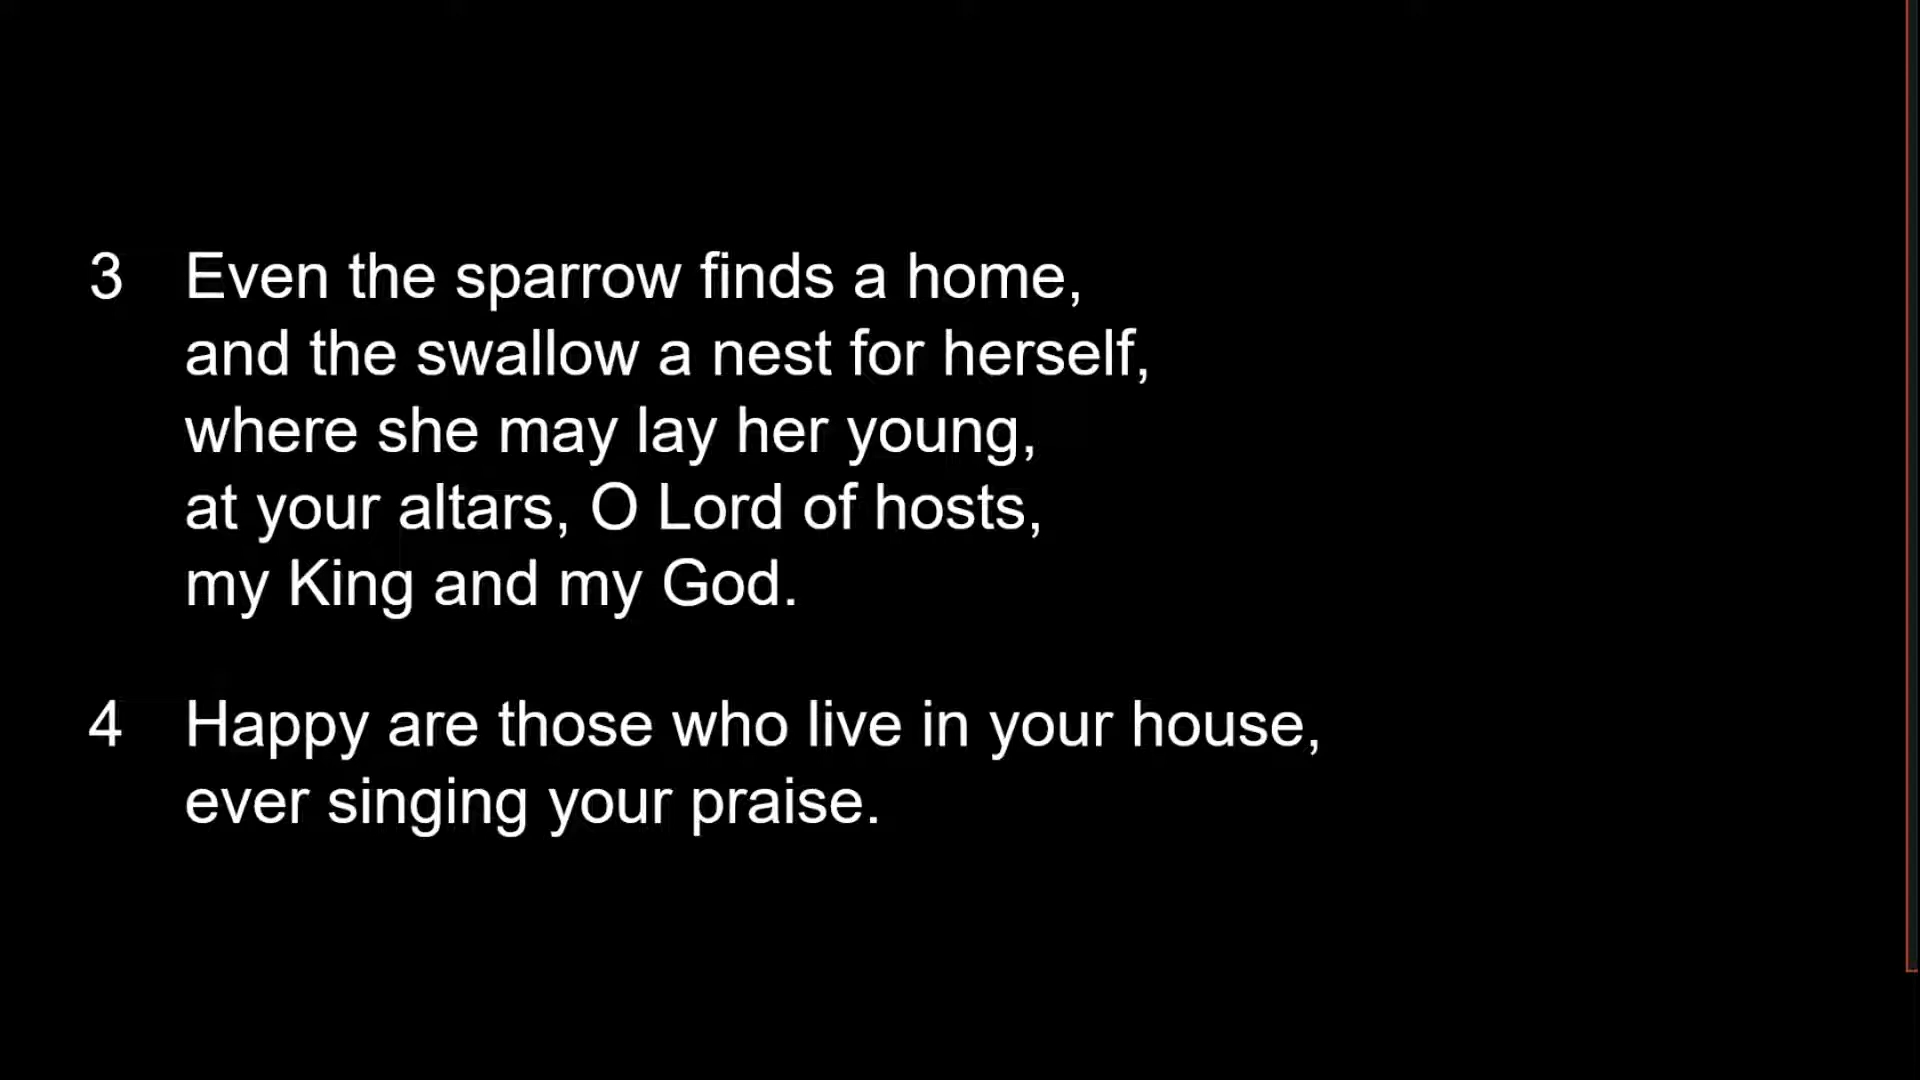 3 Even the sparrow finds a home,
and the swallow a nest for herself,
where she may lay her young,
at your altars, O Lord of hosts,
my King and my God.
4 Happy are those who live in your house,
ever singing your praise.